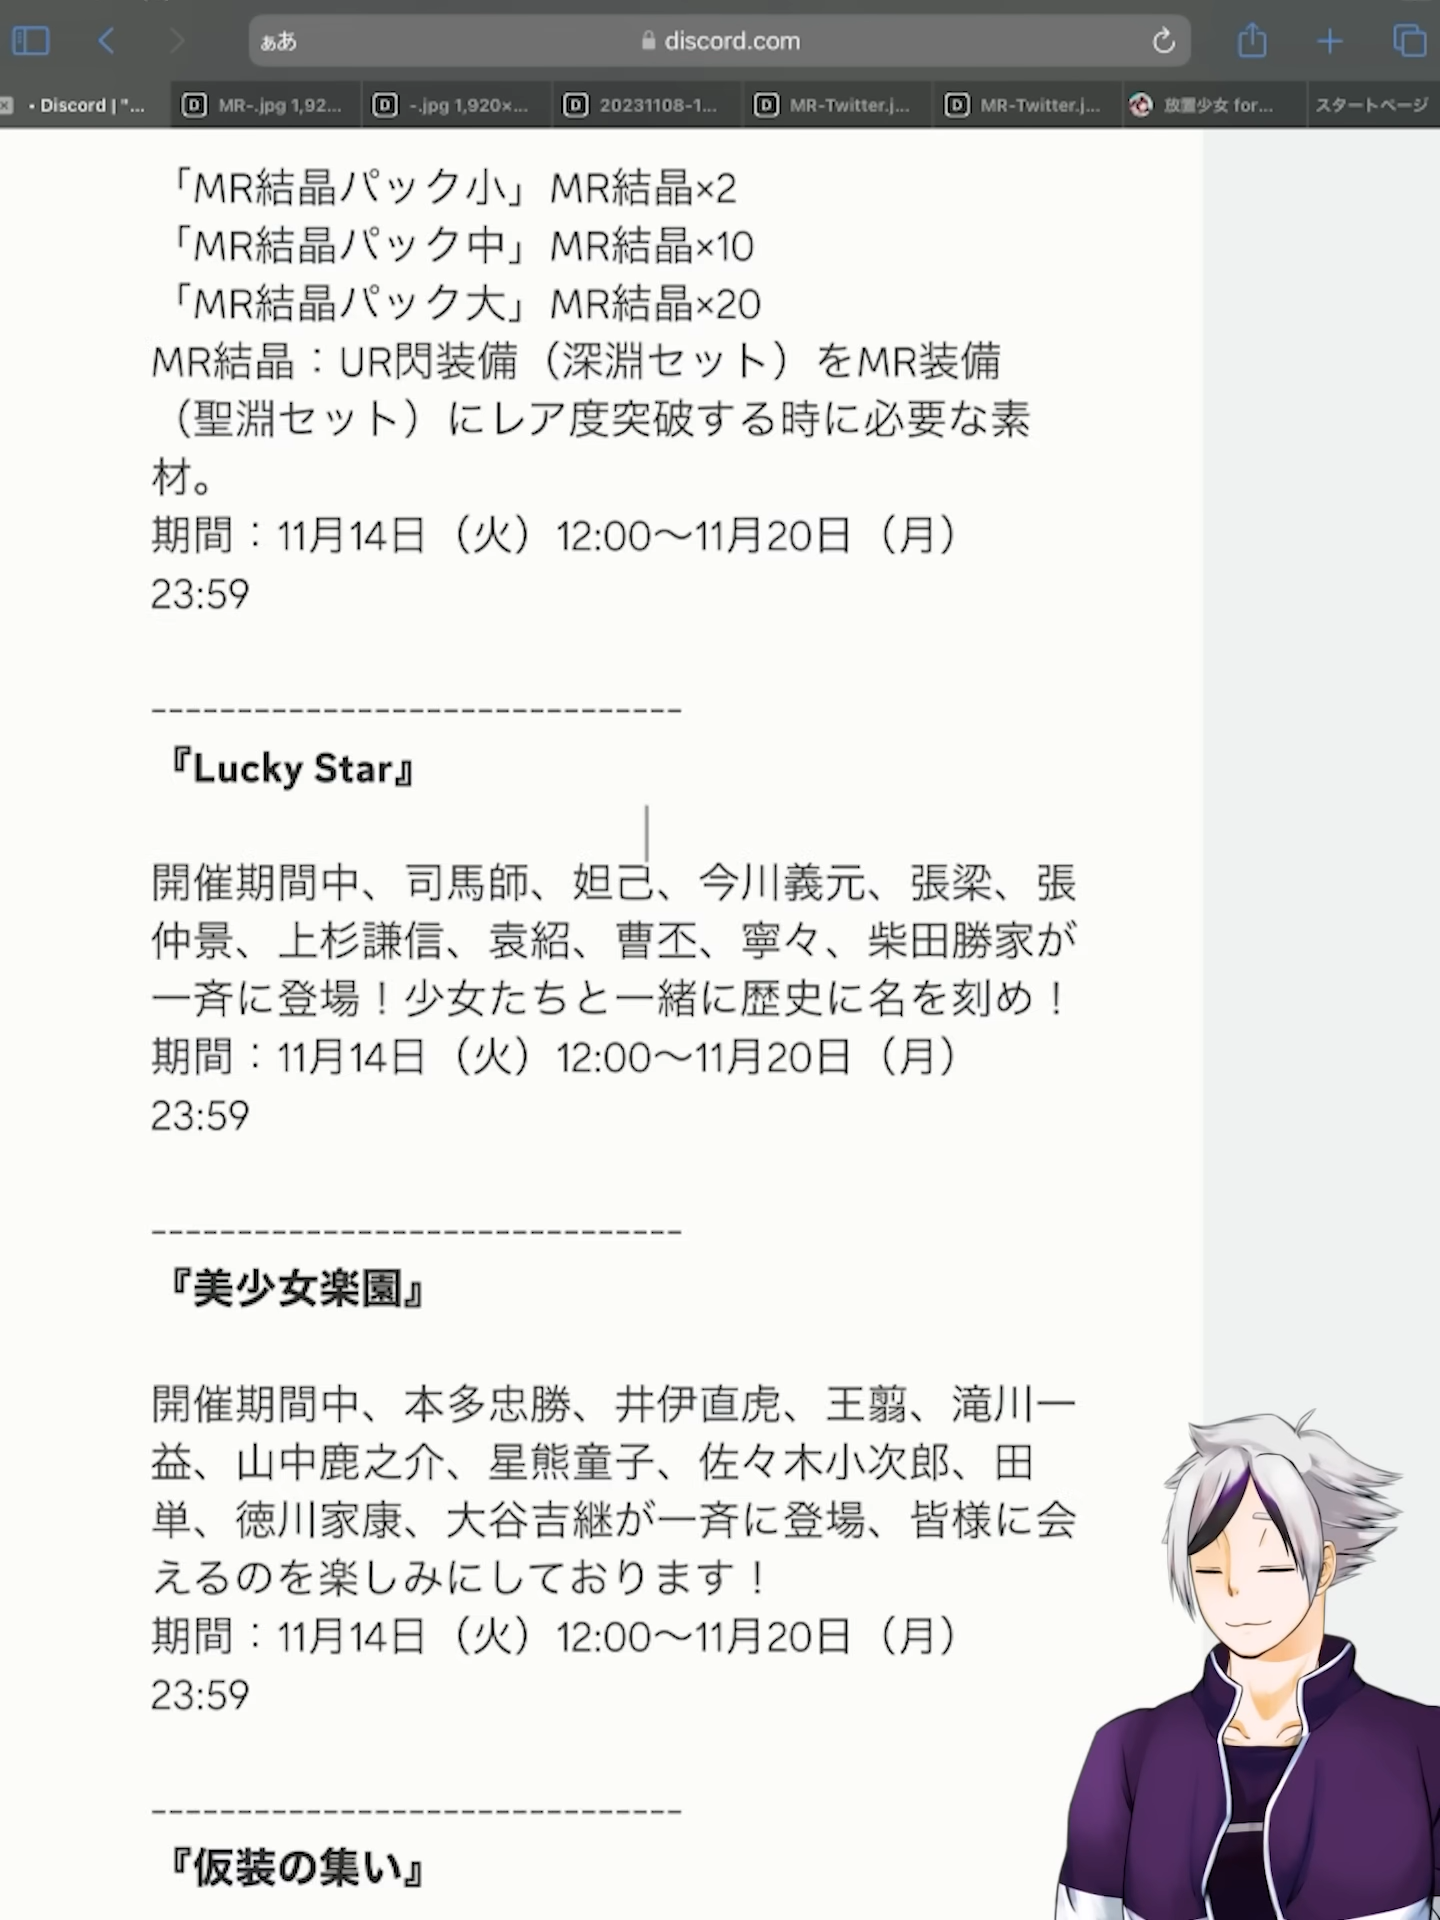 ぁあ
discord.com
• Discord | "...
MR-.jpg 1,92...
-.jpg 1,920×...
20231108-1...
MR-Twitter.j...
MR-Twitter.j...
放置少女 for...
スタートページ
「MR結晶パック小」MR結晶×2
「MR結晶パック中」MR結晶×10
「MR結晶パック大」MR結晶×20
MR結晶：UR閃装備（深淵セット）をMR装備
（聖淵セット）にレア度突破する時に必要な素
材。
期間：11月14日（火）12:00～11月20日（月）
23:59
--------------------------------
『Lucky Star』
開催期間中、司馬師、妲己、今川義元、張梁、張
仲景、上杉謙信、袁紹、曹丕、寧々、柴田勝家が
一斉に登場！少女たちと一緒に歴史に名を刻め！
期間：11月14日（火）12:00～11月20日（月）
23:59
--------------------------------
『美少女楽園』
開催期間中、本多忠勝、井伊直虎、王翦、滝川一
益、山中鹿之介、星熊童子、佐々木小次郎、田
単、徳川家康、大谷吉継が一斉に登場、皆様に会
えるのを楽しみにしております！
期間：11月14日（火）12:00～11月20日（月）
23:59
--------------------------------
『仮装の集い』